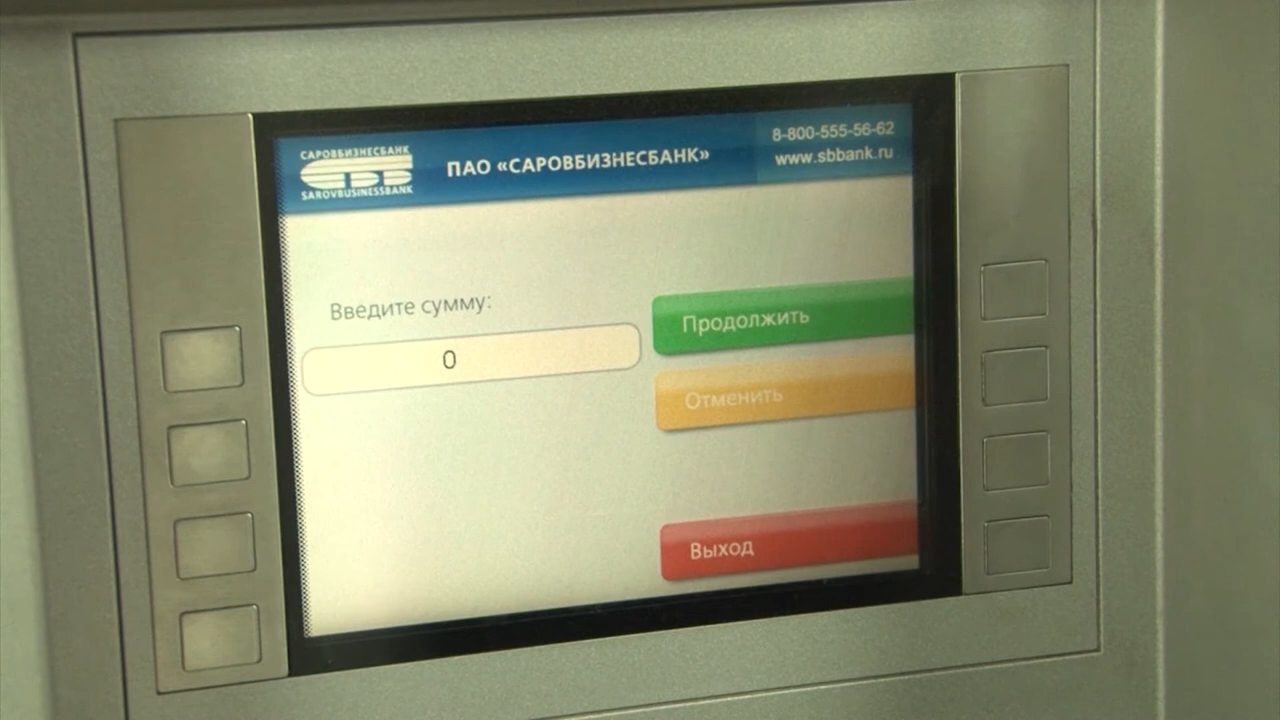 САРОВБИЗНЕСБАНК
SAROVBUSINESSBANK
ПАО «САРОВБИЗНЕСБАНК»
8-800-555-56-62
www.sbbank.ru
Введите сумму:
0
Продолжить
Отменить
Выход